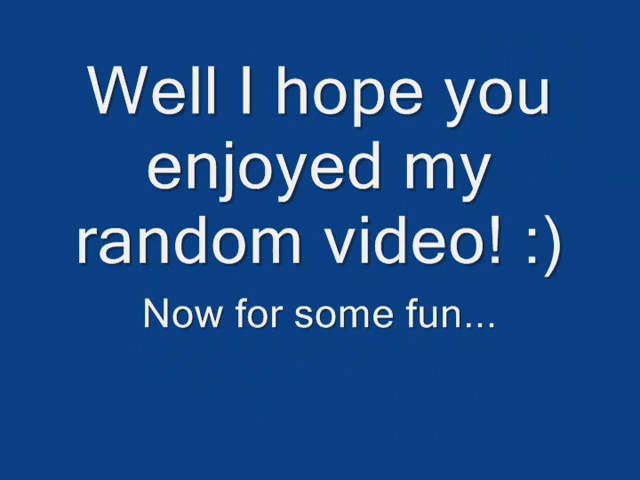 Well I hope you
enjoyed my
random video! :)
Now for some fun...